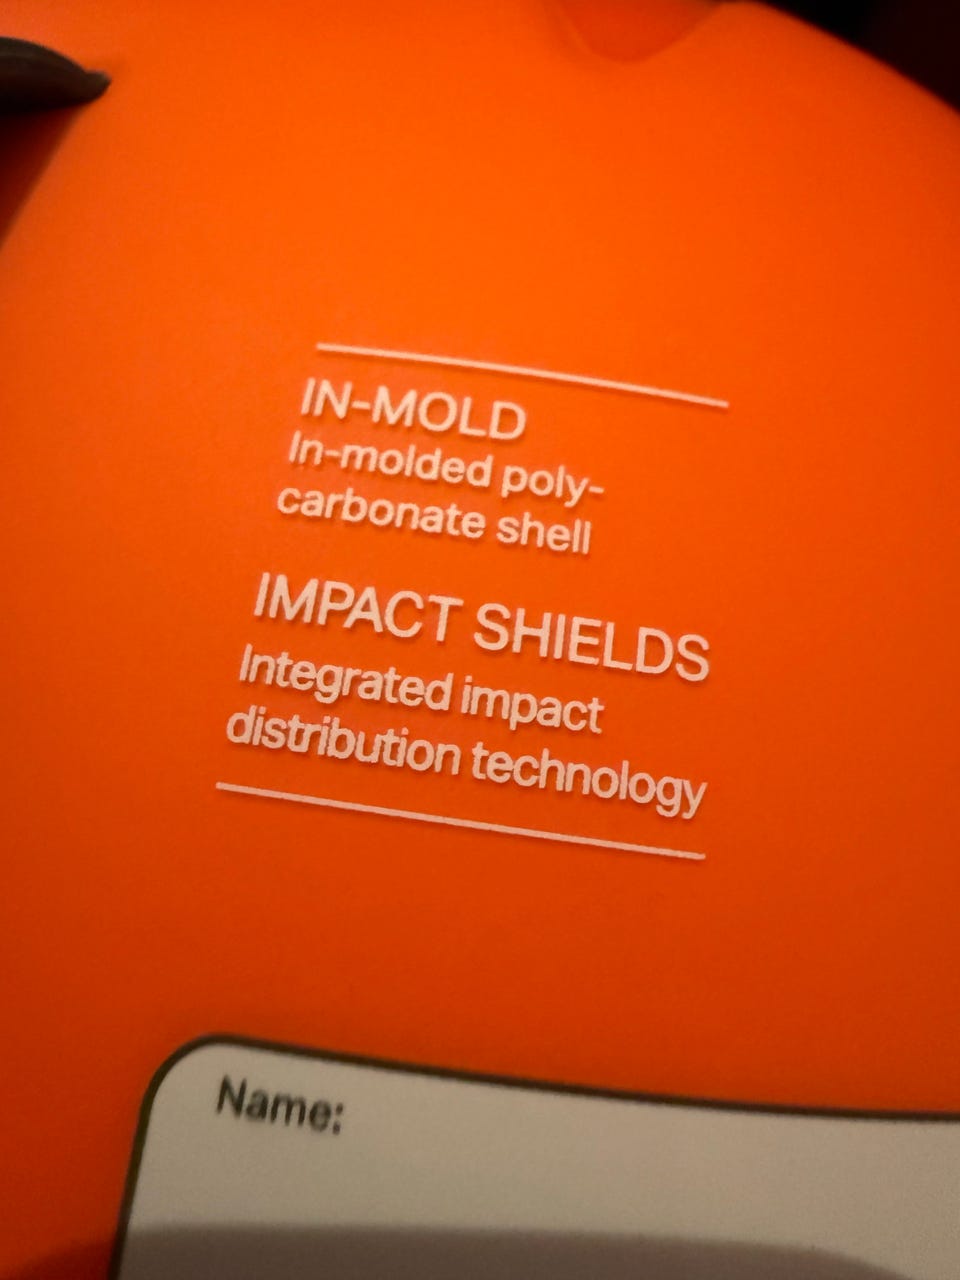 IN-MOLD
In-molded poly-
carbonate shell
IMPACT SHIELDS
Integrated impact
distribution technology
Name: